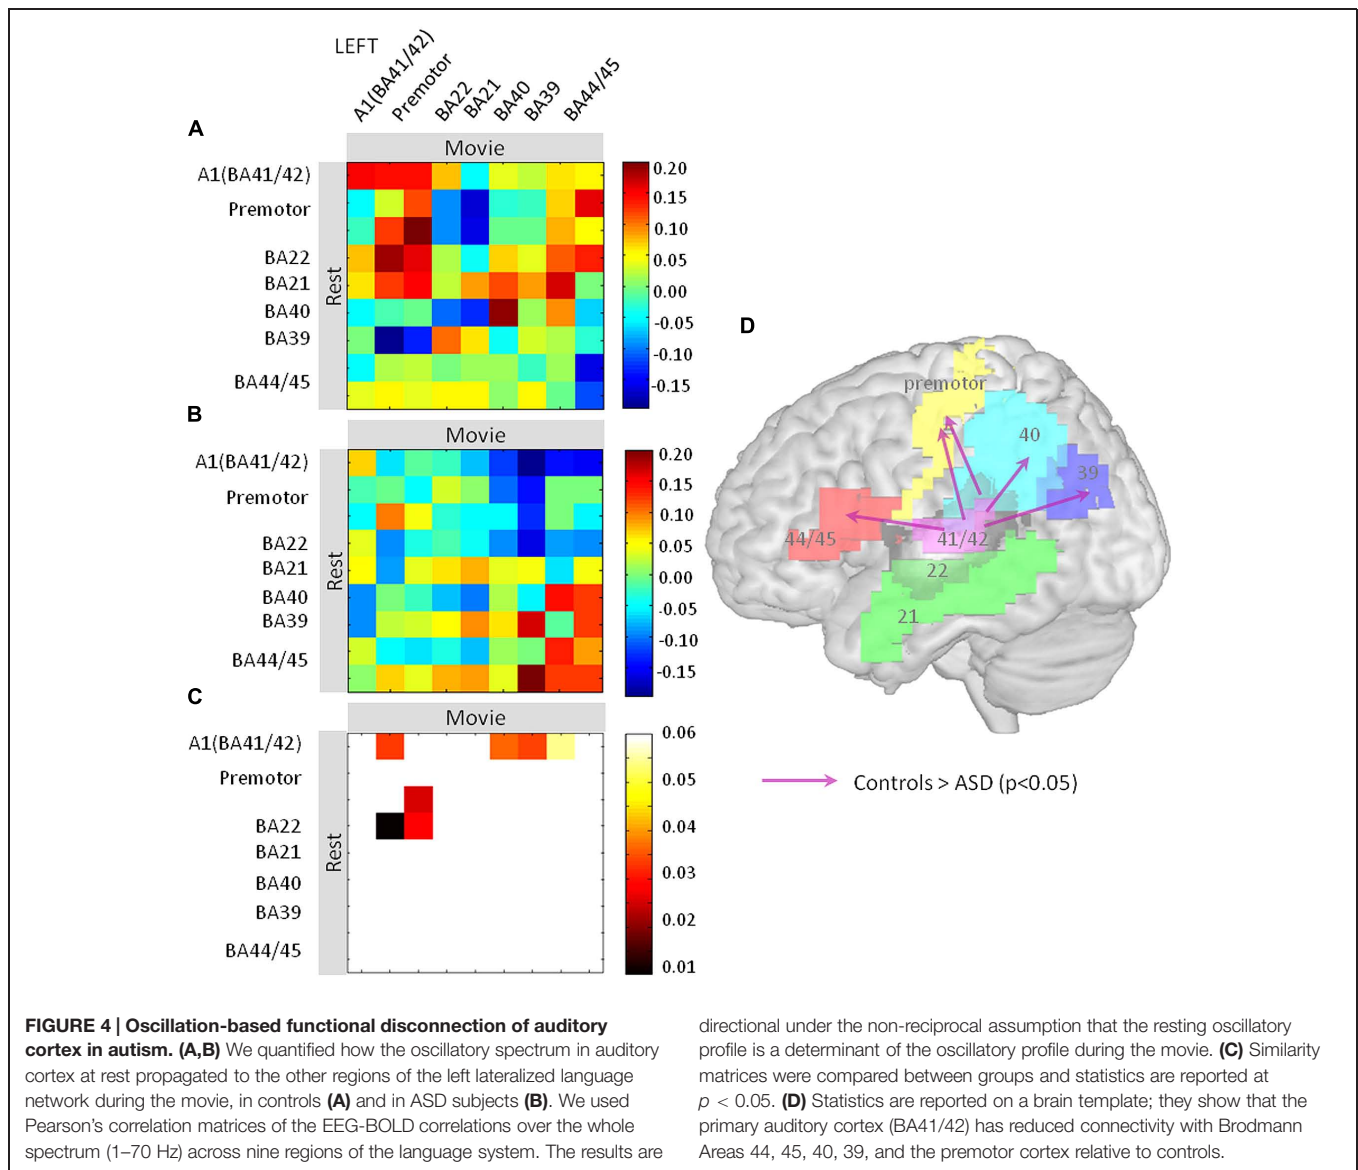 LEFT
A1(BA41/42)
Premotor
BA22
BA21
BA40
BA39
BA44/45
A
Movie
Rest
A1(BA41/42)
Premotor
BA22
BA21
BA40
BA39
BA44/45
0.20
0.15
0.10
0.05
0.00
-0.05
-0.10
-0.15
B
Movie
Rest
A1(BA41/42)
Premotor
BA22
BA21
BA40
BA39
BA44/45
0.20
0.15
0.10
0.05
0.00
-0.05
-0.10
-0.15
C
Movie
Rest
A1(BA41/42)
Premotor
BA22
BA21
BA40
BA39
BA44/45
0.06
0.05
0.04
0.03
0.02
0.01
D
premotor
40
39
44/45
41/42
22
21
Controls > ASD (p<0.05)
FIGURE 4 | Oscillation-based functional disconnection of auditory
cortex in autism. (A,B) We quantified how the oscillatory spectrum in auditory
cortex at rest propagated to the other regions of the left lateralized language
network during the movie, in controls (A) and in ASD subjects (B). We used
Pearson's correlation matrices of the EEG-BOLD correlations over the whole
spectrum (1–70 Hz) across nine regions of the language system. The results are
directional under the non-reciprocal assumption that the resting oscillatory
profile is a determinant of the oscillatory profile during the movie. (C) Similarity
matrices were compared between groups and statistics are reported at
p < 0.05. (D) Statistics are reported on a brain template; they show that the
primary auditory cortex (BA41/42) has reduced connectivity with Brodmann
Areas 44, 45, 40, 39, and the premotor cortex relative to controls.